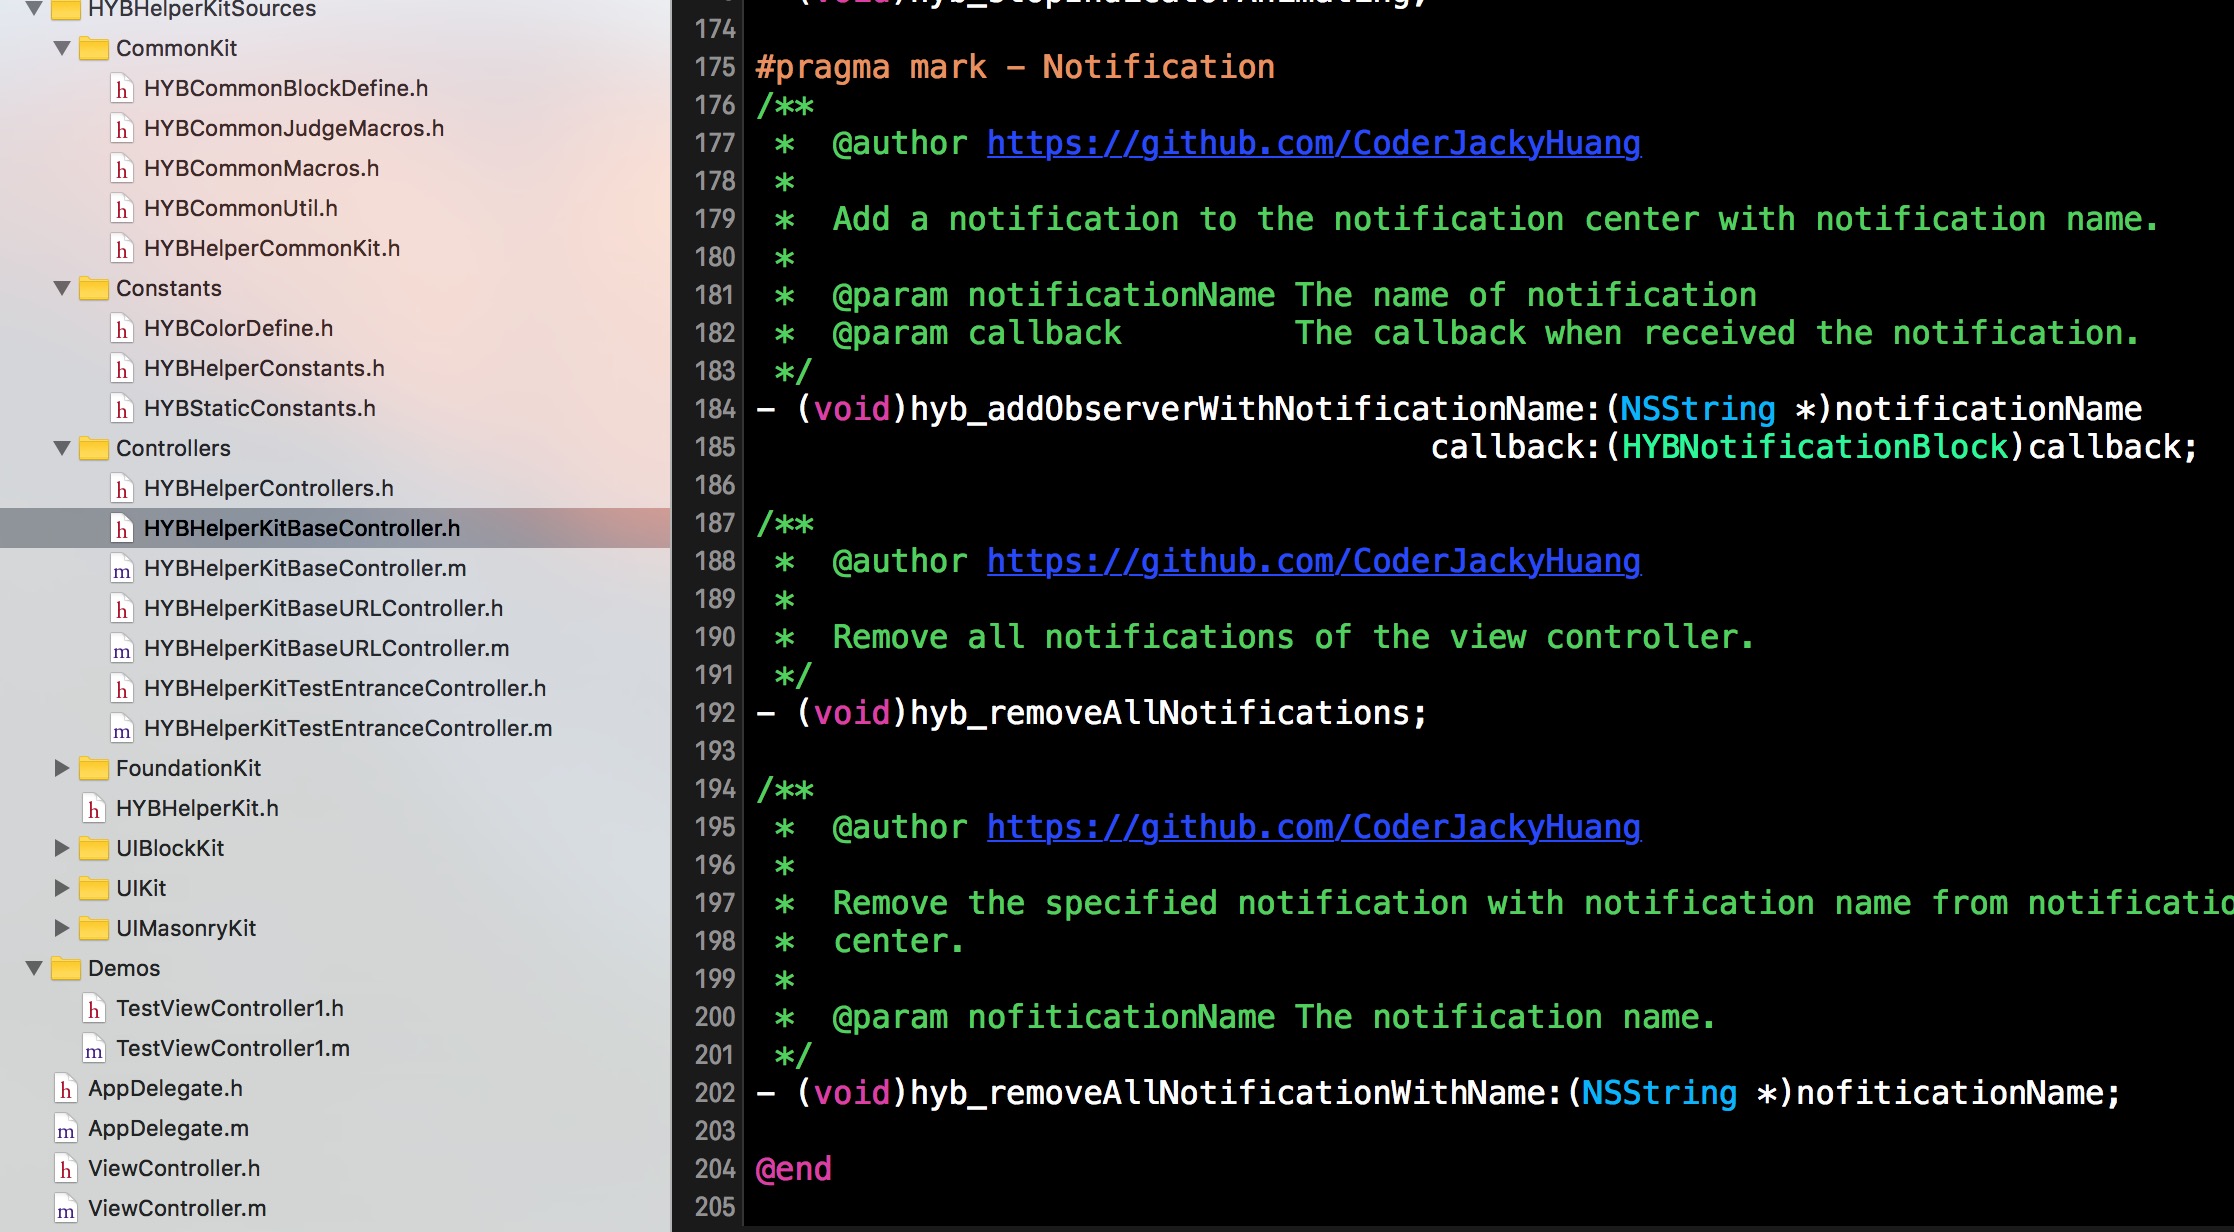 HYBHelperKitSources
CommonKit
HYBCommonBlockDefine.h
HYBCommonJudgeMacros.h
HYBCommonMacros.h
HYBCommonUtil.h
HYBHelperCommonKit.h
Constants
HYBColorDefine.h
HYBHelperConstants.h
HYBStaticConstants.h
Controllers
HYBHelperControllers.h
HYBHelperKitBaseController.h
HYBHelperKitBaseController.m
HYBHelperKitBaseURLController.h
HYBHelperKitBaseURLController.m
HYBHelperKitTestEntranceController.h
HYBHelperKitTestEntranceController.m
FoundationKit
HYBHelperKit.h
UIBlockKit
UIKit
UIMasonryKit
Demos
TestViewController1.h
TestViewController1.m
AppDelegate.h
AppDelegate.m
ViewController.h
ViewController.m
(void)hyb_stopIndicatorAnimating;
174
175 #pragma mark - Notification
176 /**
177  *  @author https://github.com/CoderJackyHuang
178  *
179  *  Add a notification to the notification center with notification name.
180  *
181  *  @param notificationName The name of notification
182  *  @param callback         The callback when received the notification.
183  */
184 - (void)hyb_addObserverWithNotificationName:(NSString *)notificationName
185                                    callback:(HYBNotificationBlock)callback;
186
187 /**
188  *  @author https://github.com/CoderJackyHuang
189  *
190  *  Remove all notifications of the view controller.
191  */
192 - (void)hyb_removeAllNotifications;
193
194 /**
195  *  @author https://github.com/CoderJackyHuang
196  *
197  *  Remove the specified notification with notification name from notificatio
198  *  center.
199  *
200  *  @param nofiticationName The notification name.
201  */
202 - (void)hyb_removeAllNotificationWithName:(NSString *)nofiticationName;
203
204 @end
205